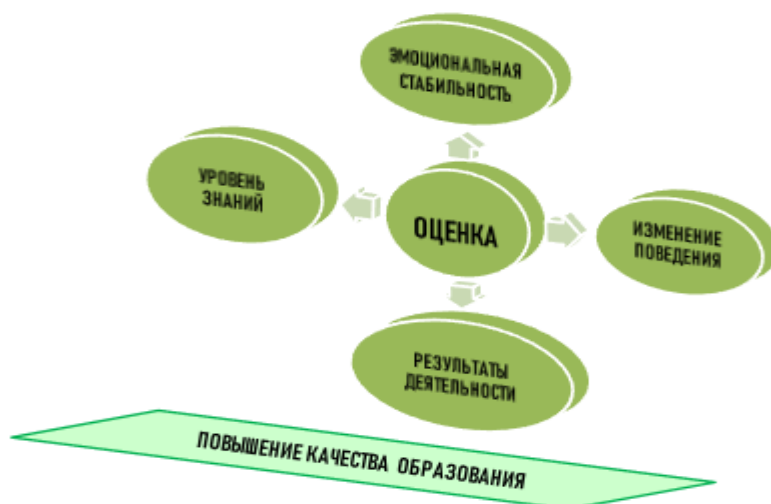 ЭМОЦИОНАЛЬНАЯ
СТАБИЛЬНОСТЬ
УРОВЕНЬ
ЗНАНИЙ
ОЦЕНКА
ИЗМЕНЕНИЕ
ПОВЕДЕНИЯ
РЕЗУЛЬТАТЫ
ДЕЯТЕЛЬНОСТИ
ПОВЫШЕНИЕ КАЧЕСТВА ОБРАЗОВАНИЯ